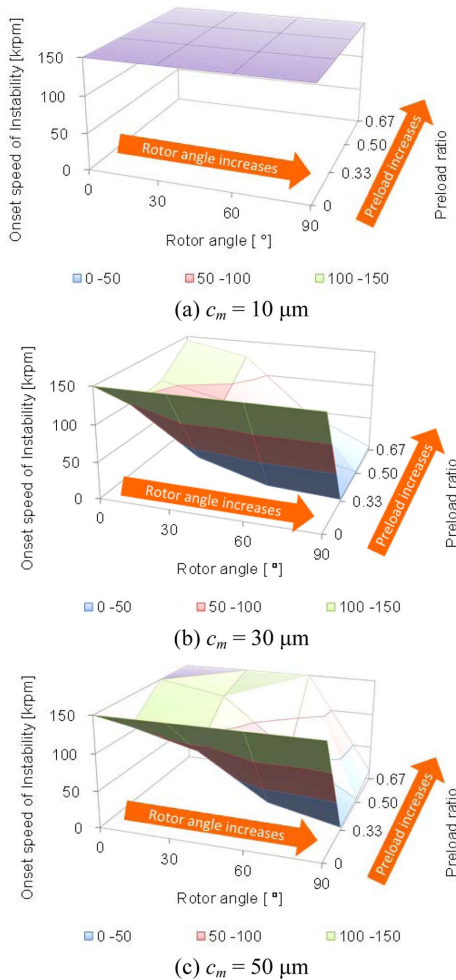 Onset speed of Instability [krpm]
150
100
50
0
0
30
60
90
Rotor angle [ °]
0
0.33
0.50
0.67
Preload ratio
Rotor angle increases
Preload increases
0 -50
50 -100
100 -150
(a) cm = 10 μm
Onset speed of Instability [krpm]
150
100
50
0
0
30
60
90
Rotor angle [ °]
0
0.33
0.50
0.67
Preload ratio
Rotor angle increases
Preload increases
0 -50
50 -100
100 -150
(b) cm = 30 μm
Onset speed of Instability [krpm]
150
100
50
0
0
30
60
90
Rotor angle [ °]
0
0.33
0.50
0.67
Preload ratio
Rotor angle increases
Preload increases
0 -50
50 -100
100 -150
(c) cm = 50 μm